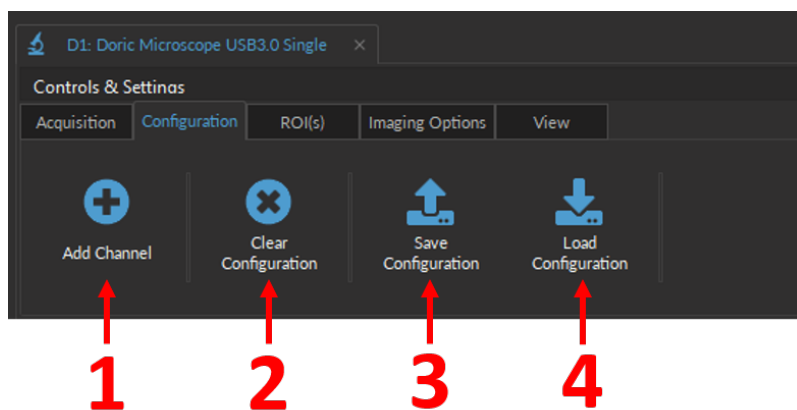 D1: Doric Microscope USB3.0 Single
Controls & Settings
Acquisition Configuration ROI(s) Imaging Options View
Add Channel
Clear
Configuration
Save
Configuration
Load
Configuration
1 2 3 4